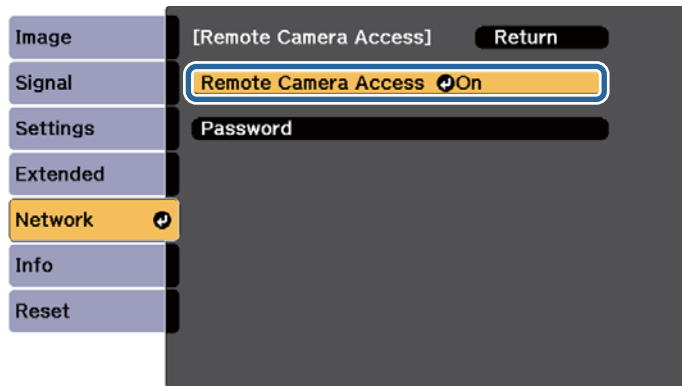 Image
Signal
Settings
Extended
Network
Info
Reset
[Remote Camera Access] Return
Remote Camera Access On
Password